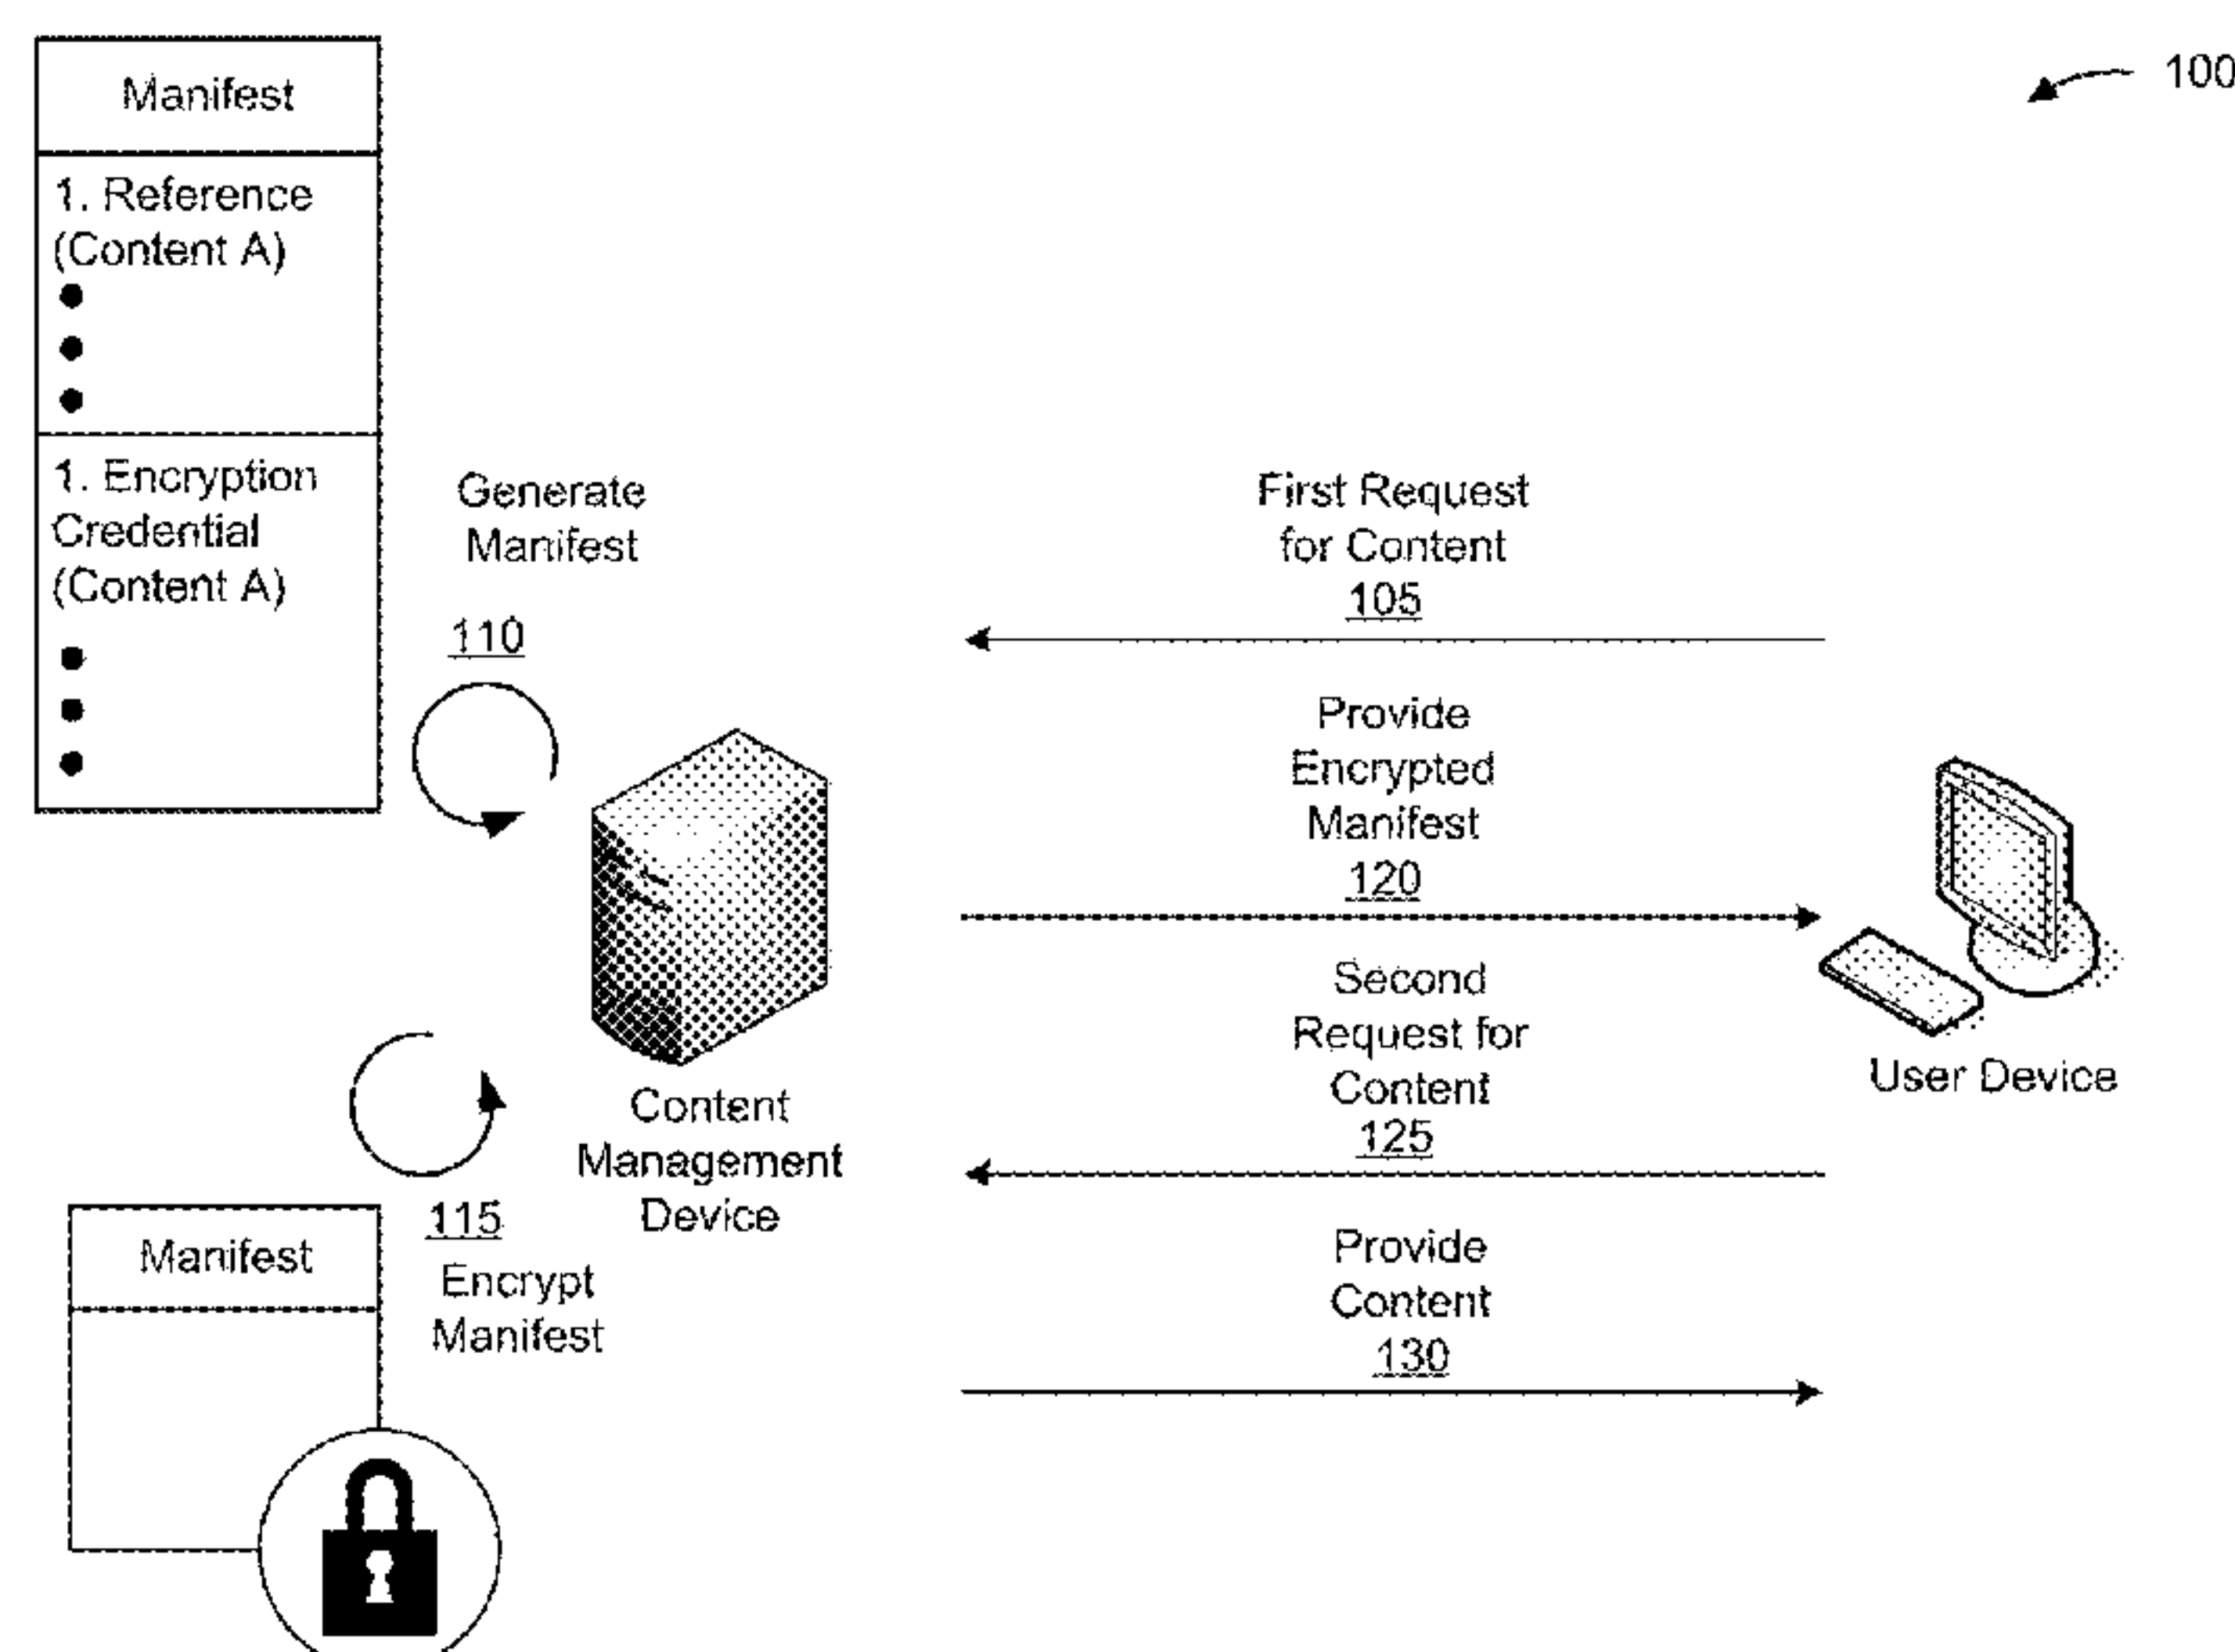 100
Manifest
1. Reference
(Content A)
1. Encryption
Credential
(Content A)
Generate
Manifest
110
First Request
for Content
105
Provide
Encrypted
Manifest
120
Second
Request for
Content
125
Provide
Content
130
Content
Management
Device
User Device
115
Encrypt
Manifest
Manifest